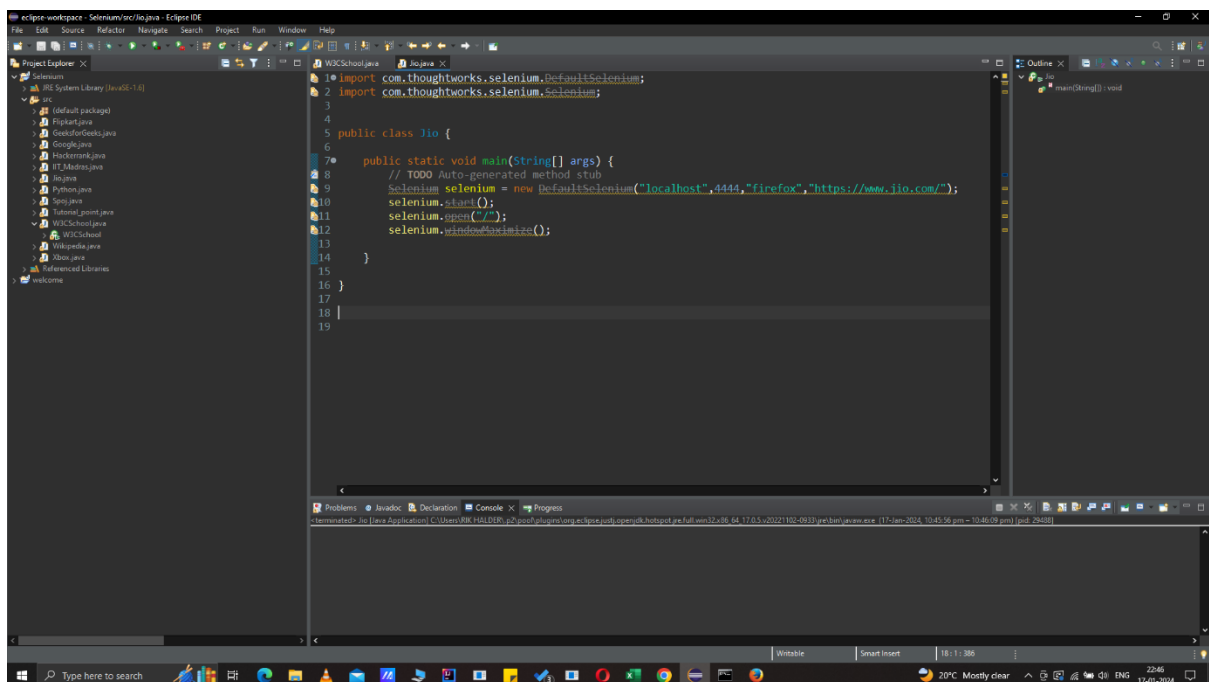 eclipse-workspace - Selenium/src/Jio.java - Eclipse IDE
File Edit Source Refactor Navigate Search Project Run Window Help
Project Explorer
Selenium
JRE System Library [JavaSE-1.6]
src
(default package)
Flipkart.java
GeeksforGeeks.java
Google.java
Hackerrank.java
IIT_Madras.java
Jio.java
Python.java
Spoj.java
Tutorial_point.java
W3CSchool.java
W3CSchool
Wikipedia.java
Xbox.java
Referenced Libraries
welcome
W3CSchool.java Jio.java
1 import com.thoughtworks.selenium.DefaultSelenium;
2 import com.thoughtworks.selenium.Selenium;
3
4
5 public class Jio {
6
7 public static void main(String[] args) {
8 // TODO Auto-generated method stub
9 Selenium selenium = new DefaultSelenium("localhost",4444,"firefox","https://www.jio.com/");
10 selenium.start();
11 selenium.open("/");
12 selenium.windowMaximize();
13
14 }
15
16 }
17
18
19
Outline
Jio
main(String[]) : void
Problems Javadoc Declaration Console Progress
<terminated> Jio [Java Application] C:\Users\RIK HALDER\.p2\pool\plugins\org.eclipse.justj.openjdk.hotspot.jre.full.win32.x86_64_17.0.5.v20221102-0933\jre\bin\javaw.exe (17-Jan-2024, 10:45:56 pm – 10:46:09 pm) [pid: 29488]
Writable Smart Insert 18 : 1 : 386
Type here to search
20°C Mostly clear ENG 22:46
17-01-2024